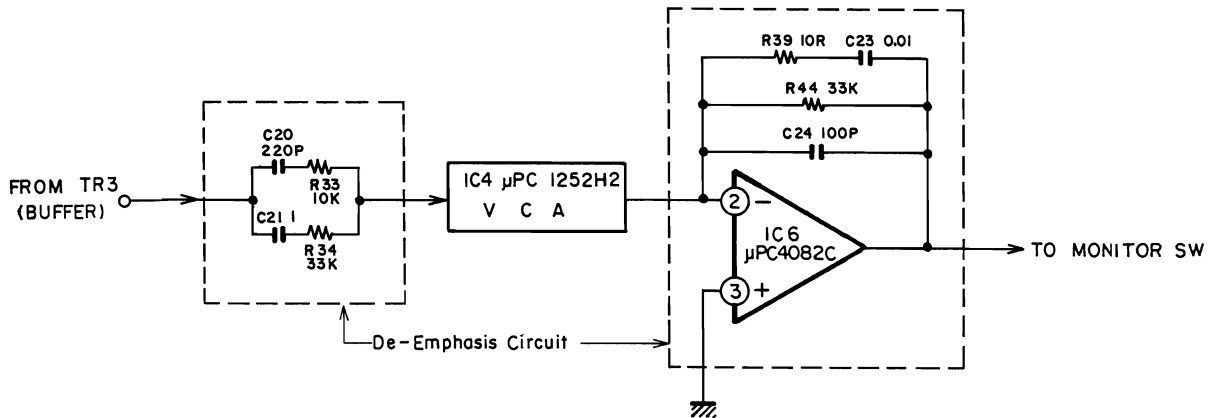 FROM TR3
(BUFFER)
C20
220P
R33
10K
C21 1
R34
33K
IC4 µPC 1252H2
V C A
R39 10R C23 0.01
R44 33K
C24 100P
2 -
IC6
µPC4082C
3 +
TO MONITOR SW
De-Emphasis Circuit